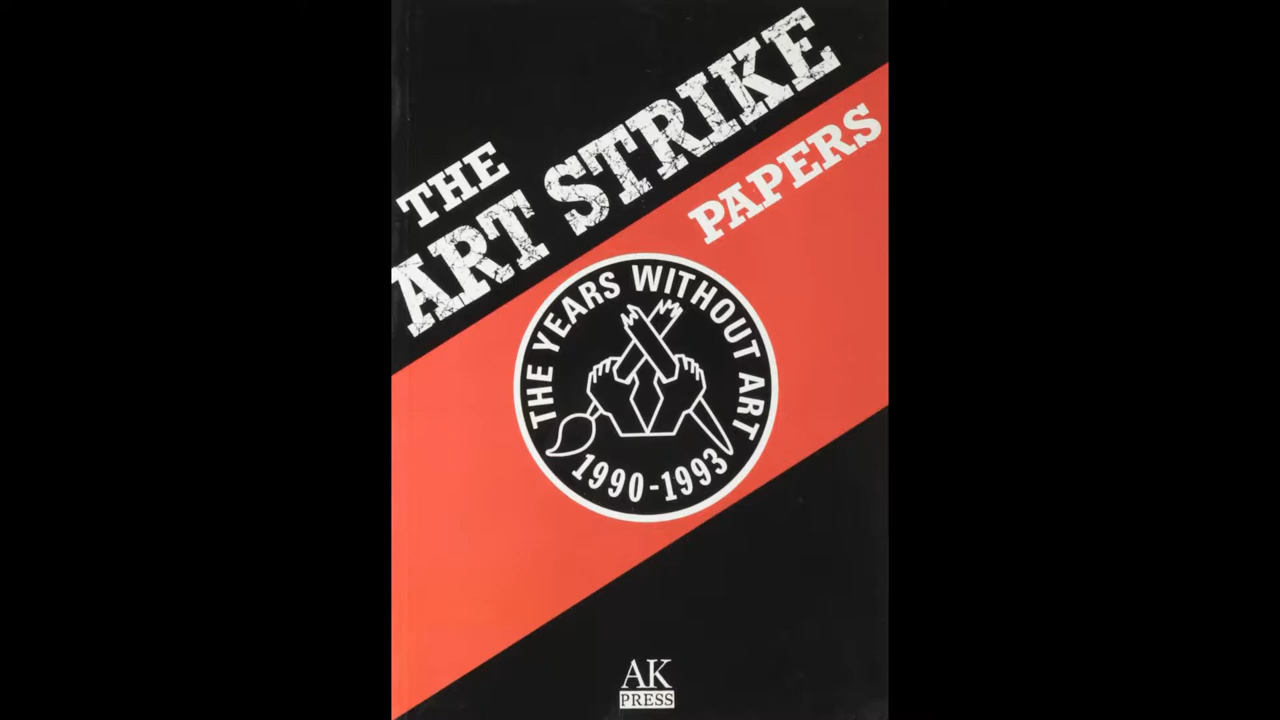 THE
ART STRIKE
PAPERS
THE YEARS WITHOUT ART
1990-1993
AK
PRESS